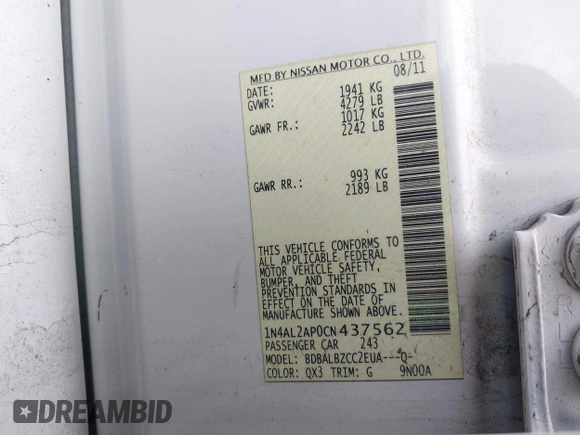 MFD BY NISSAN MOTOR CO., LTD.
DATE: 08/11
GVWR: 1941 KG
4279 LB
GAWR FR.: 1017 KG
2242 LB
GAWR RR.: 993 KG
2189 LB
THIS VEHICLE CONFORMS TO
ALL APPLICABLE FEDERAL
MOTOR VEHICLE SAFETY,
BUMPER, AND THEFT
PREVENTION STANDARDS IN
EFFECT ON THE DATE OF
MANUFACTURE SHOWN ABOVE.
1N4AL2AP0CN437562
PASSENGER CAR 243
MODEL: BDBALBZCC2EUA---Q-
COLOR: QX3 TRIM: G 9N00A
DREAMBID